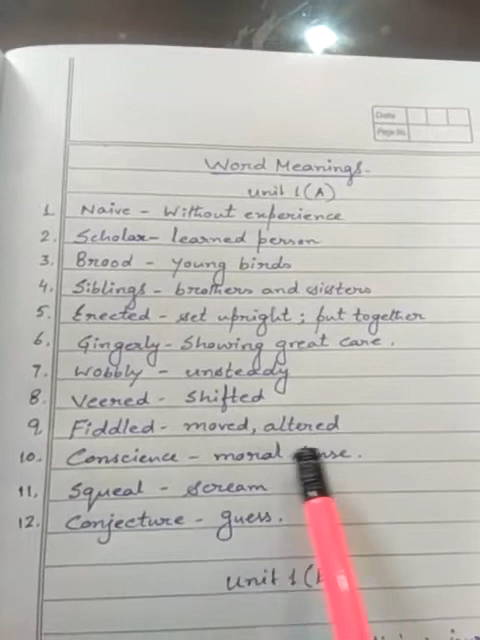 Date
Page No.
Word Meanings.
Unit 1 (A)
1. Naive - Without experience
2. Scholar - learned person
3. Brood - young birds
4. Siblings - brothers and sisters
5. Erected - set upright; put together
6. Gingerly - Showing great care.
7. Wobbly - unsteady
8. Veered - Shifted
9. Fiddled - moved, altered
10. Conscience - moral sense.
11. Squeal - scream
12. Conjecture - guess.
Unit 1 (